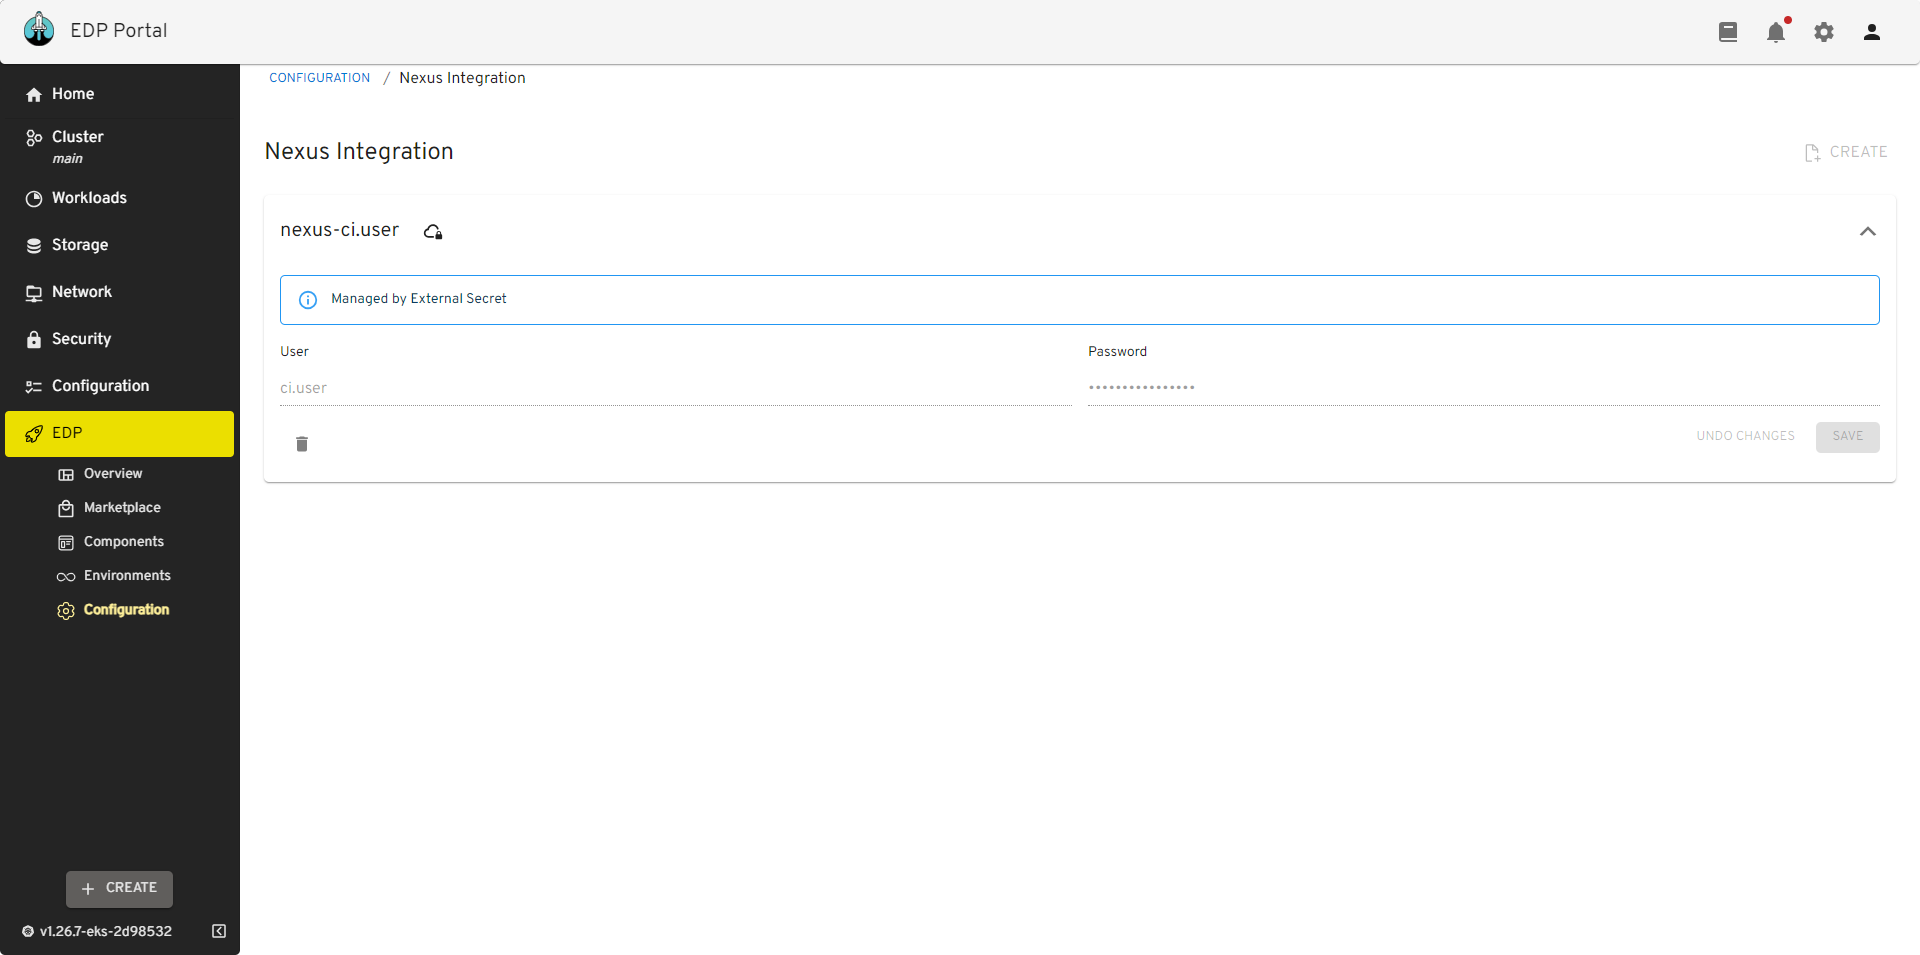 EDP Portal
CONFIGURATION / Nexus Integration
Home
Cluster
main
Workloads
Storage
Network
Security
Configuration
EDP
Overview
Marketplace
Components
Environments
Configuration
CREATE
v1.26.7-eks-2d98532
Nexus Integration
CREATE
nexus-ci.user
Managed by External Secret
User
Password
ci.user
••••••••••••••••
UNDO CHANGES
SAVE